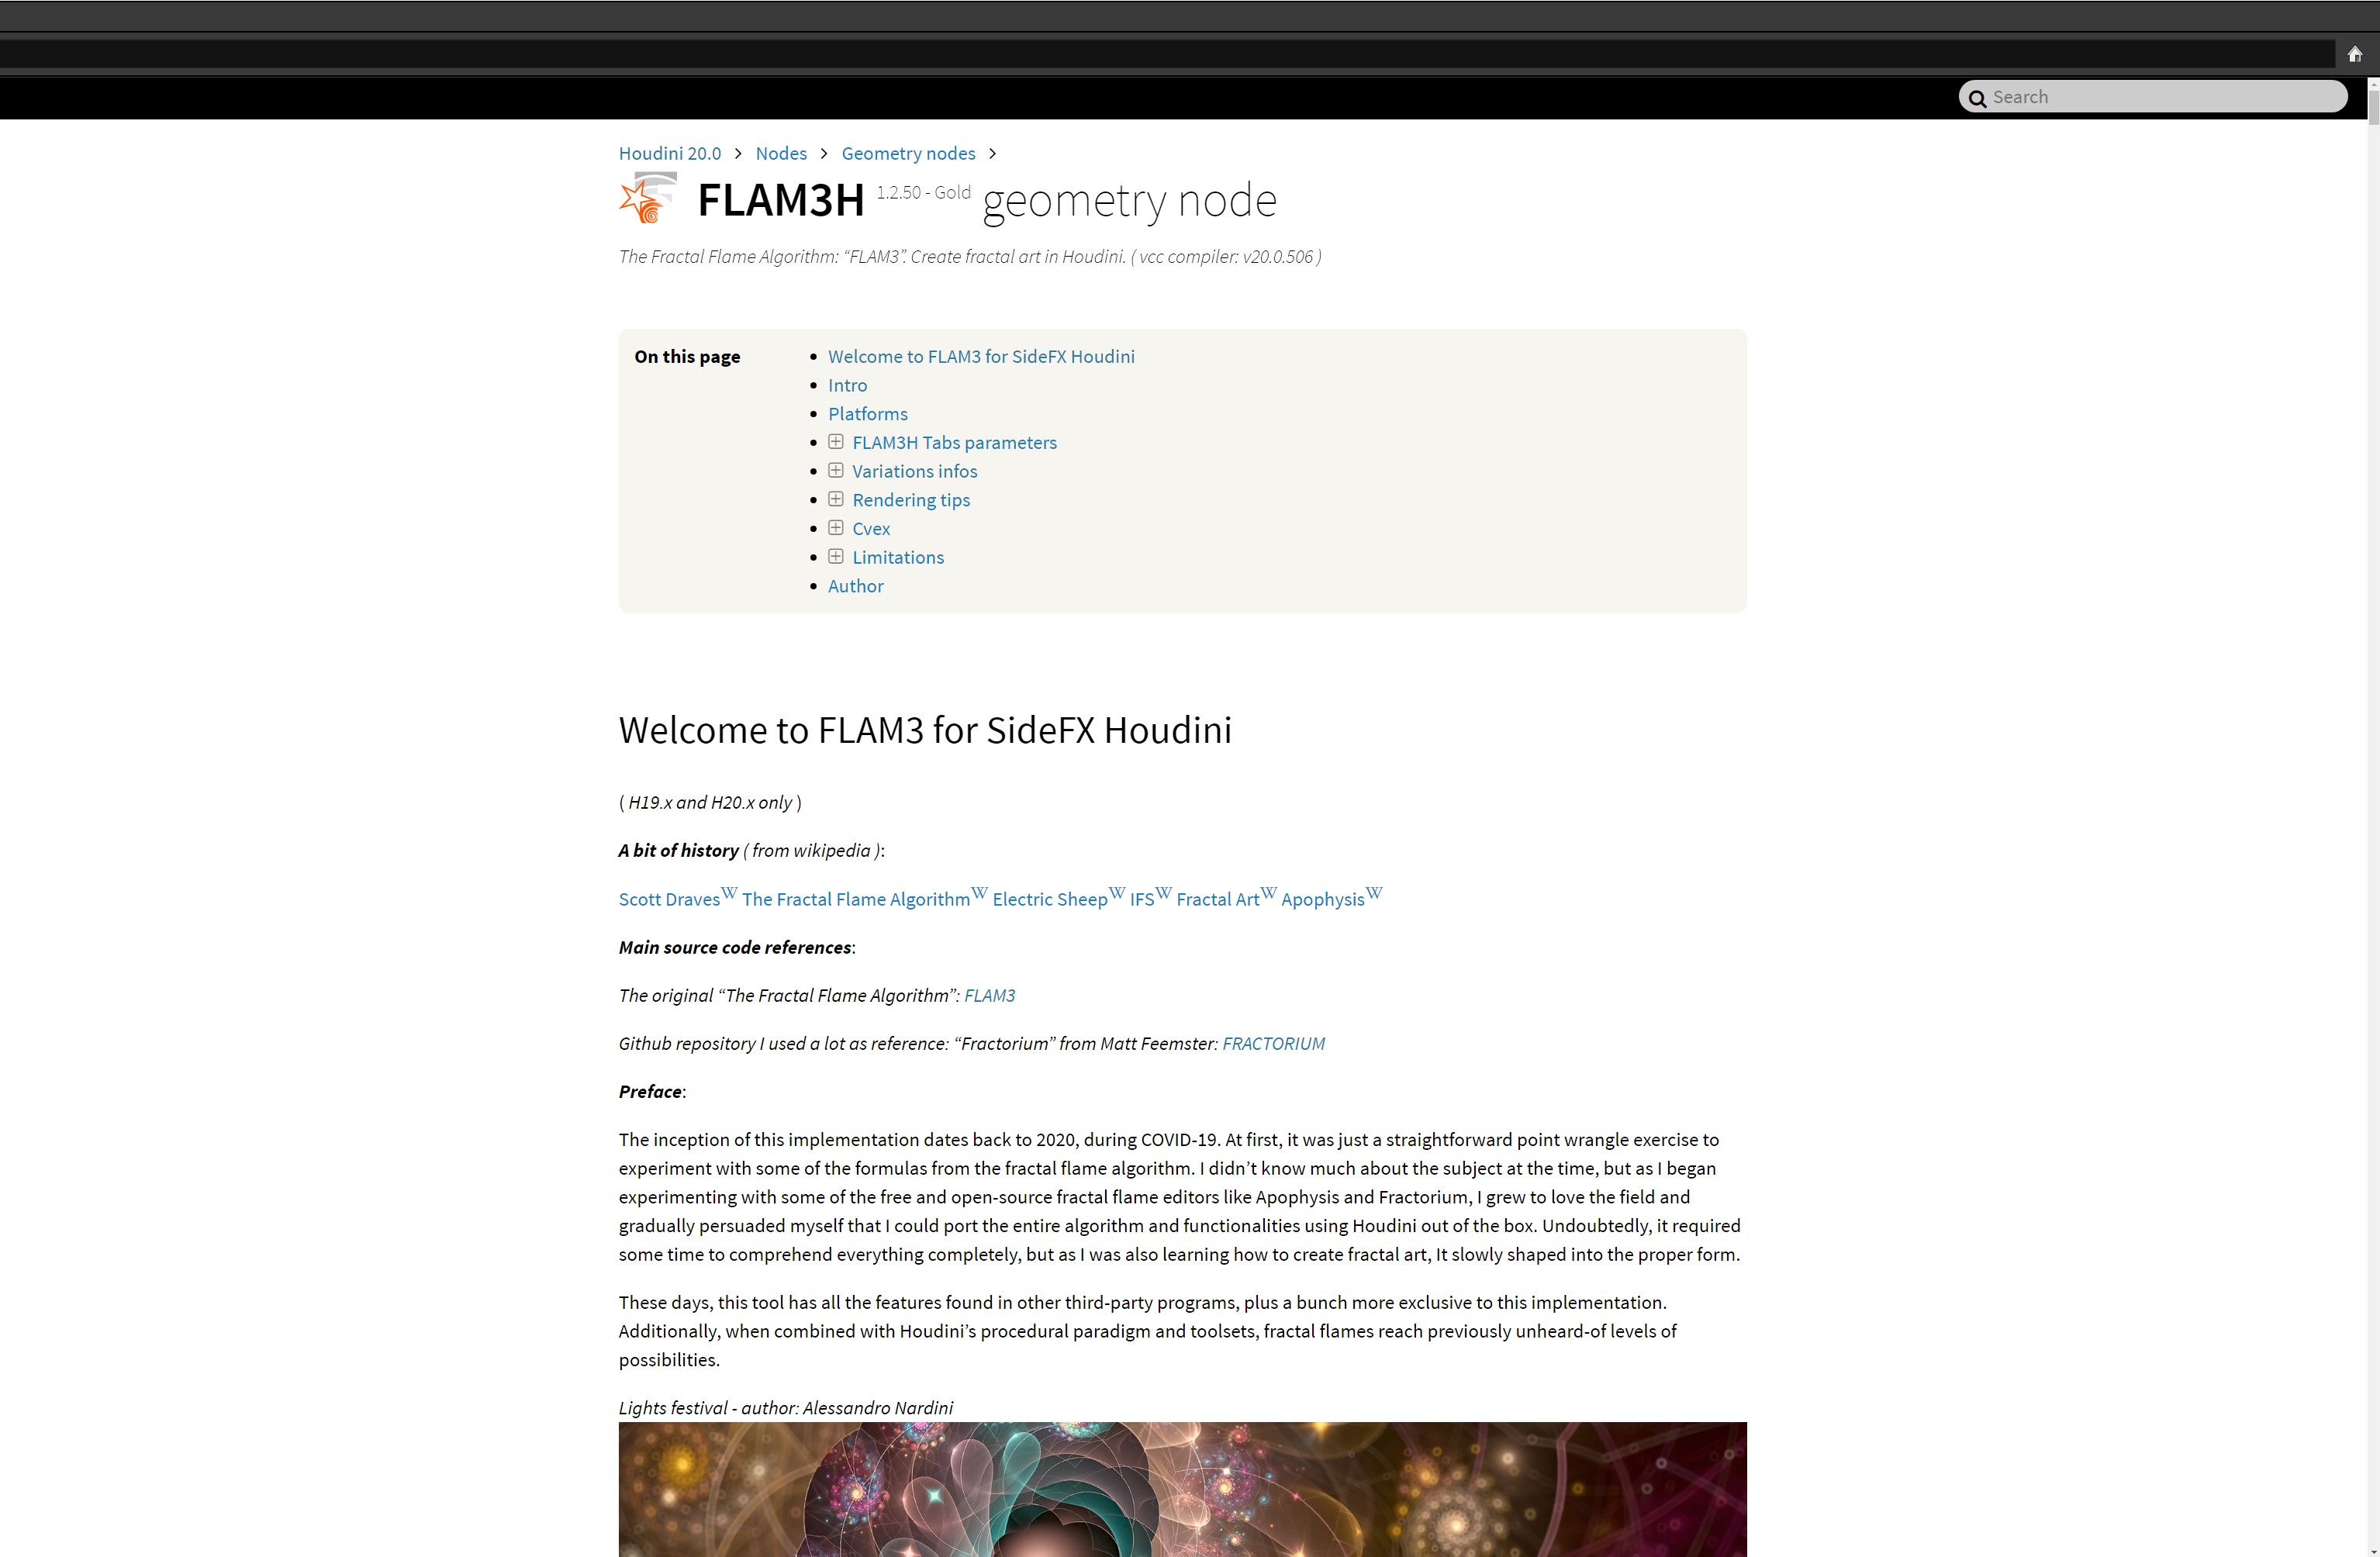 Search
Houdini 20.0 > Nodes > Geometry nodes >
FLAM3H 1.2.50 - Gold geometry node
The Fractal Flame Algorithm: “FLAM3”. Create fractal art in Houdini. ( vcc compiler: v20.0.506 )
On this page
• Welcome to FLAM3 for SideFX Houdini
• Intro
• Platforms
• FLAM3H Tabs parameters
• Variations infos
• Rendering tips
• Cvex
• Limitations
• Author
Welcome to FLAM3 for SideFX Houdini
( H19.x and H20.x only )
A bit of history ( from wikipedia ):
Scott DravesW The Fractal Flame AlgorithmW Electric SheepW IFSW Fractal ArtW ApophysisW
Main source code references:
The original “The Fractal Flame Algorithm”: FLAM3
Github repository I used a lot as reference: “Fractorium” from Matt Feemster: FRACTORIUM
Preface:
The inception of this implementation dates back to 2020, during COVID-19. At first, it was just a straightforward point wrangle exercise to
experiment with some of the formulas from the fractal flame algorithm. I didn’t know much about the subject at the time, but as I began
experimenting with some of the free and open-source fractal flame editors like Apophysis and Fractorium, I grew to love the field and
gradually persuaded myself that I could port the entire algorithm and functionalities using Houdini out of the box. Undoubtedly, it required
some time to comprehend everything completely, but as I was also learning how to create fractal art, It slowly shaped into the proper form.
These days, this tool has all the features found in other third-party programs, plus a bunch more exclusive to this implementation.
Additionally, when combined with Houdini’s procedural paradigm and toolsets, fractal flames reach previously unheard-of levels of
possibilities.
Lights festival - author: Alessandro Nardini